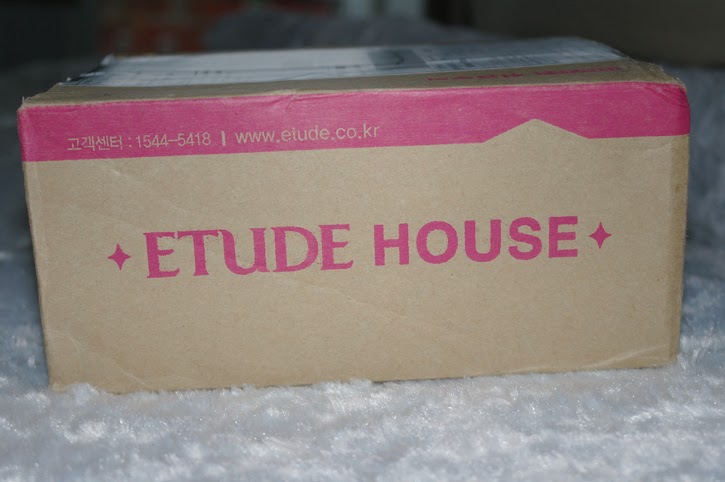 고객센터 : 1544-5418 | www.etude.co.kr
ETUDE HOUSE